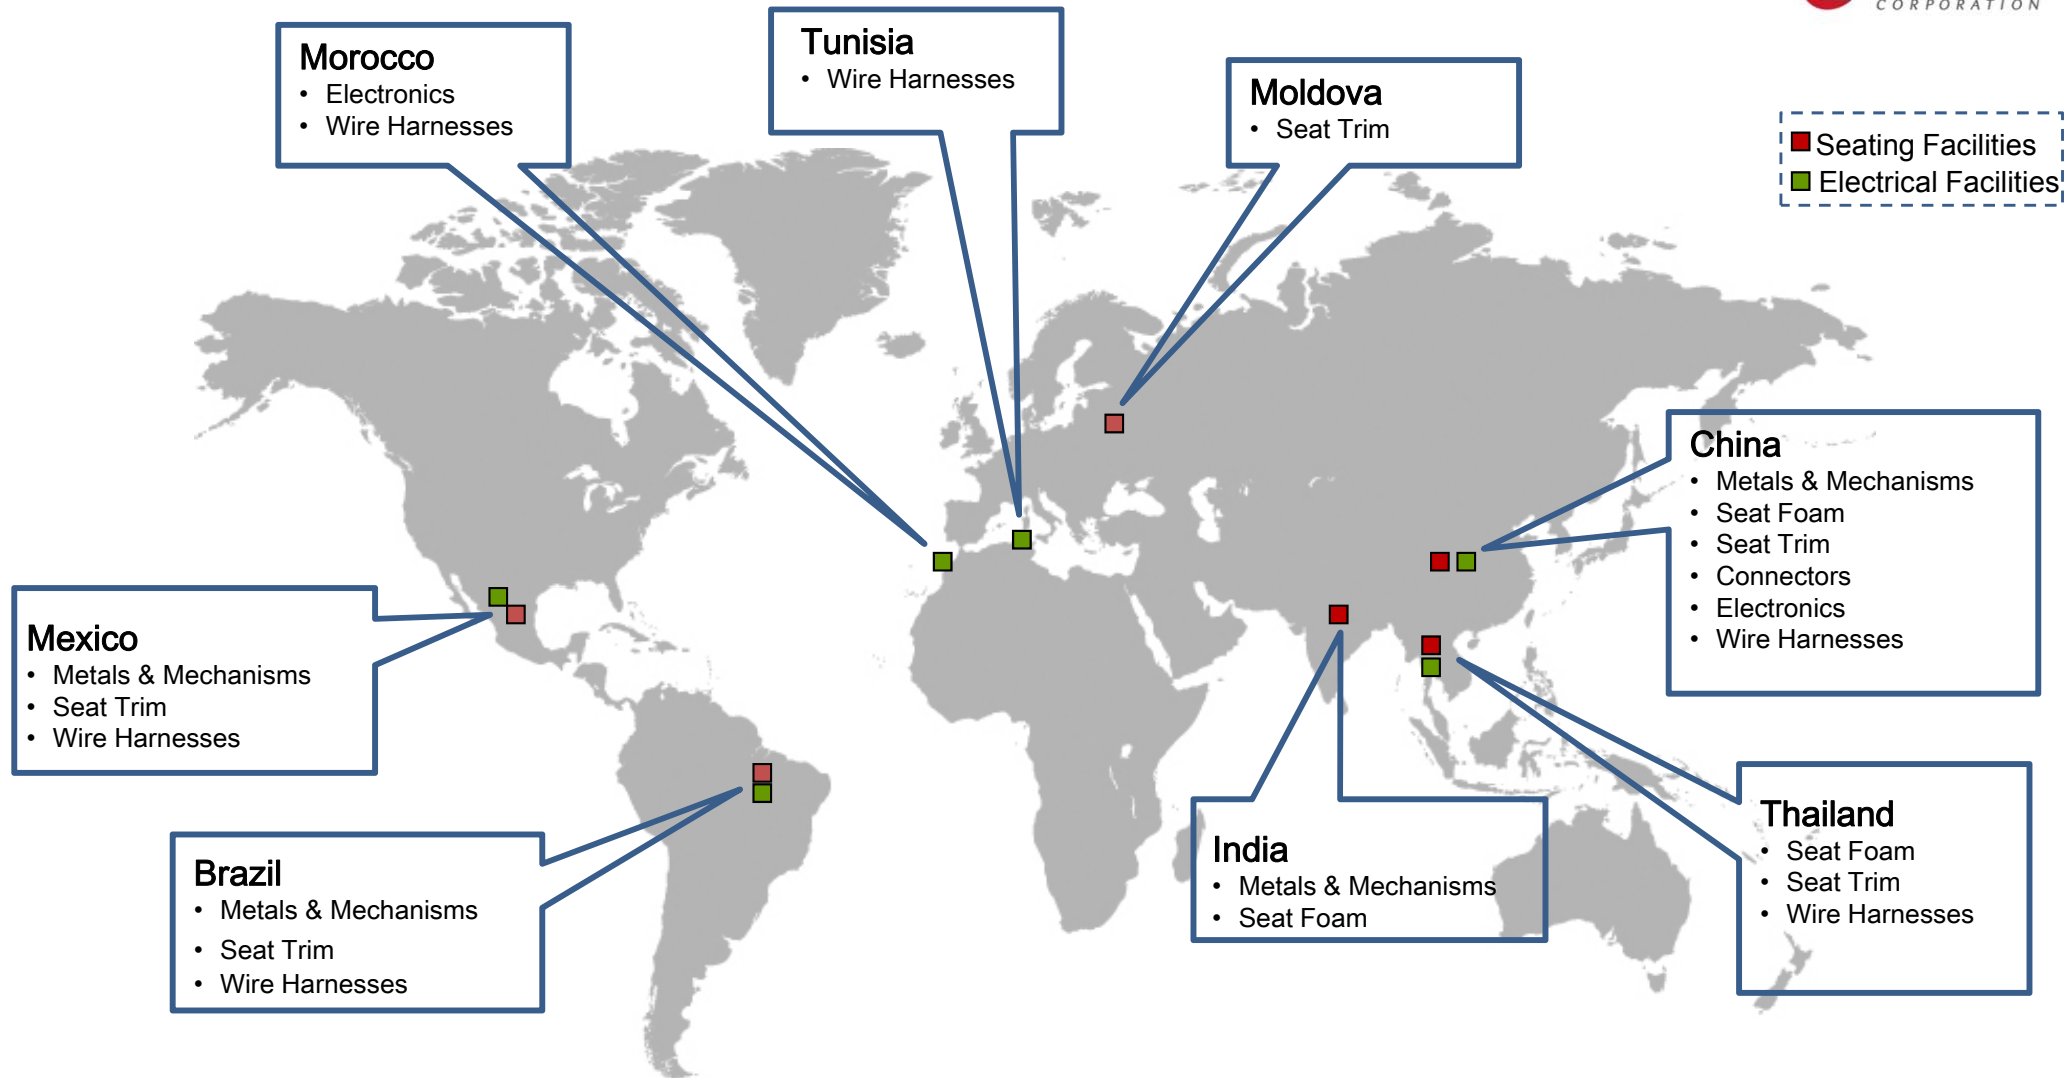 CORPORATION
Morocco
• Electronics
• Wire Harnesses
Tunisia
• Wire Harnesses
Moldova
• Seat Trim
Seating Facilities
Electrical Facilities
China
• Metals & Mechanisms
• Seat Foam
• Seat Trim
• Connectors
• Electronics
• Wire Harnesses
Mexico
• Metals & Mechanisms
• Seat Trim
• Wire Harnesses
Brazil
• Metals & Mechanisms
• Seat Trim
• Wire Harnesses
India
• Metals & Mechanisms
• Seat Foam
Thailand
• Seat Foam
• Seat Trim
• Wire Harnesses